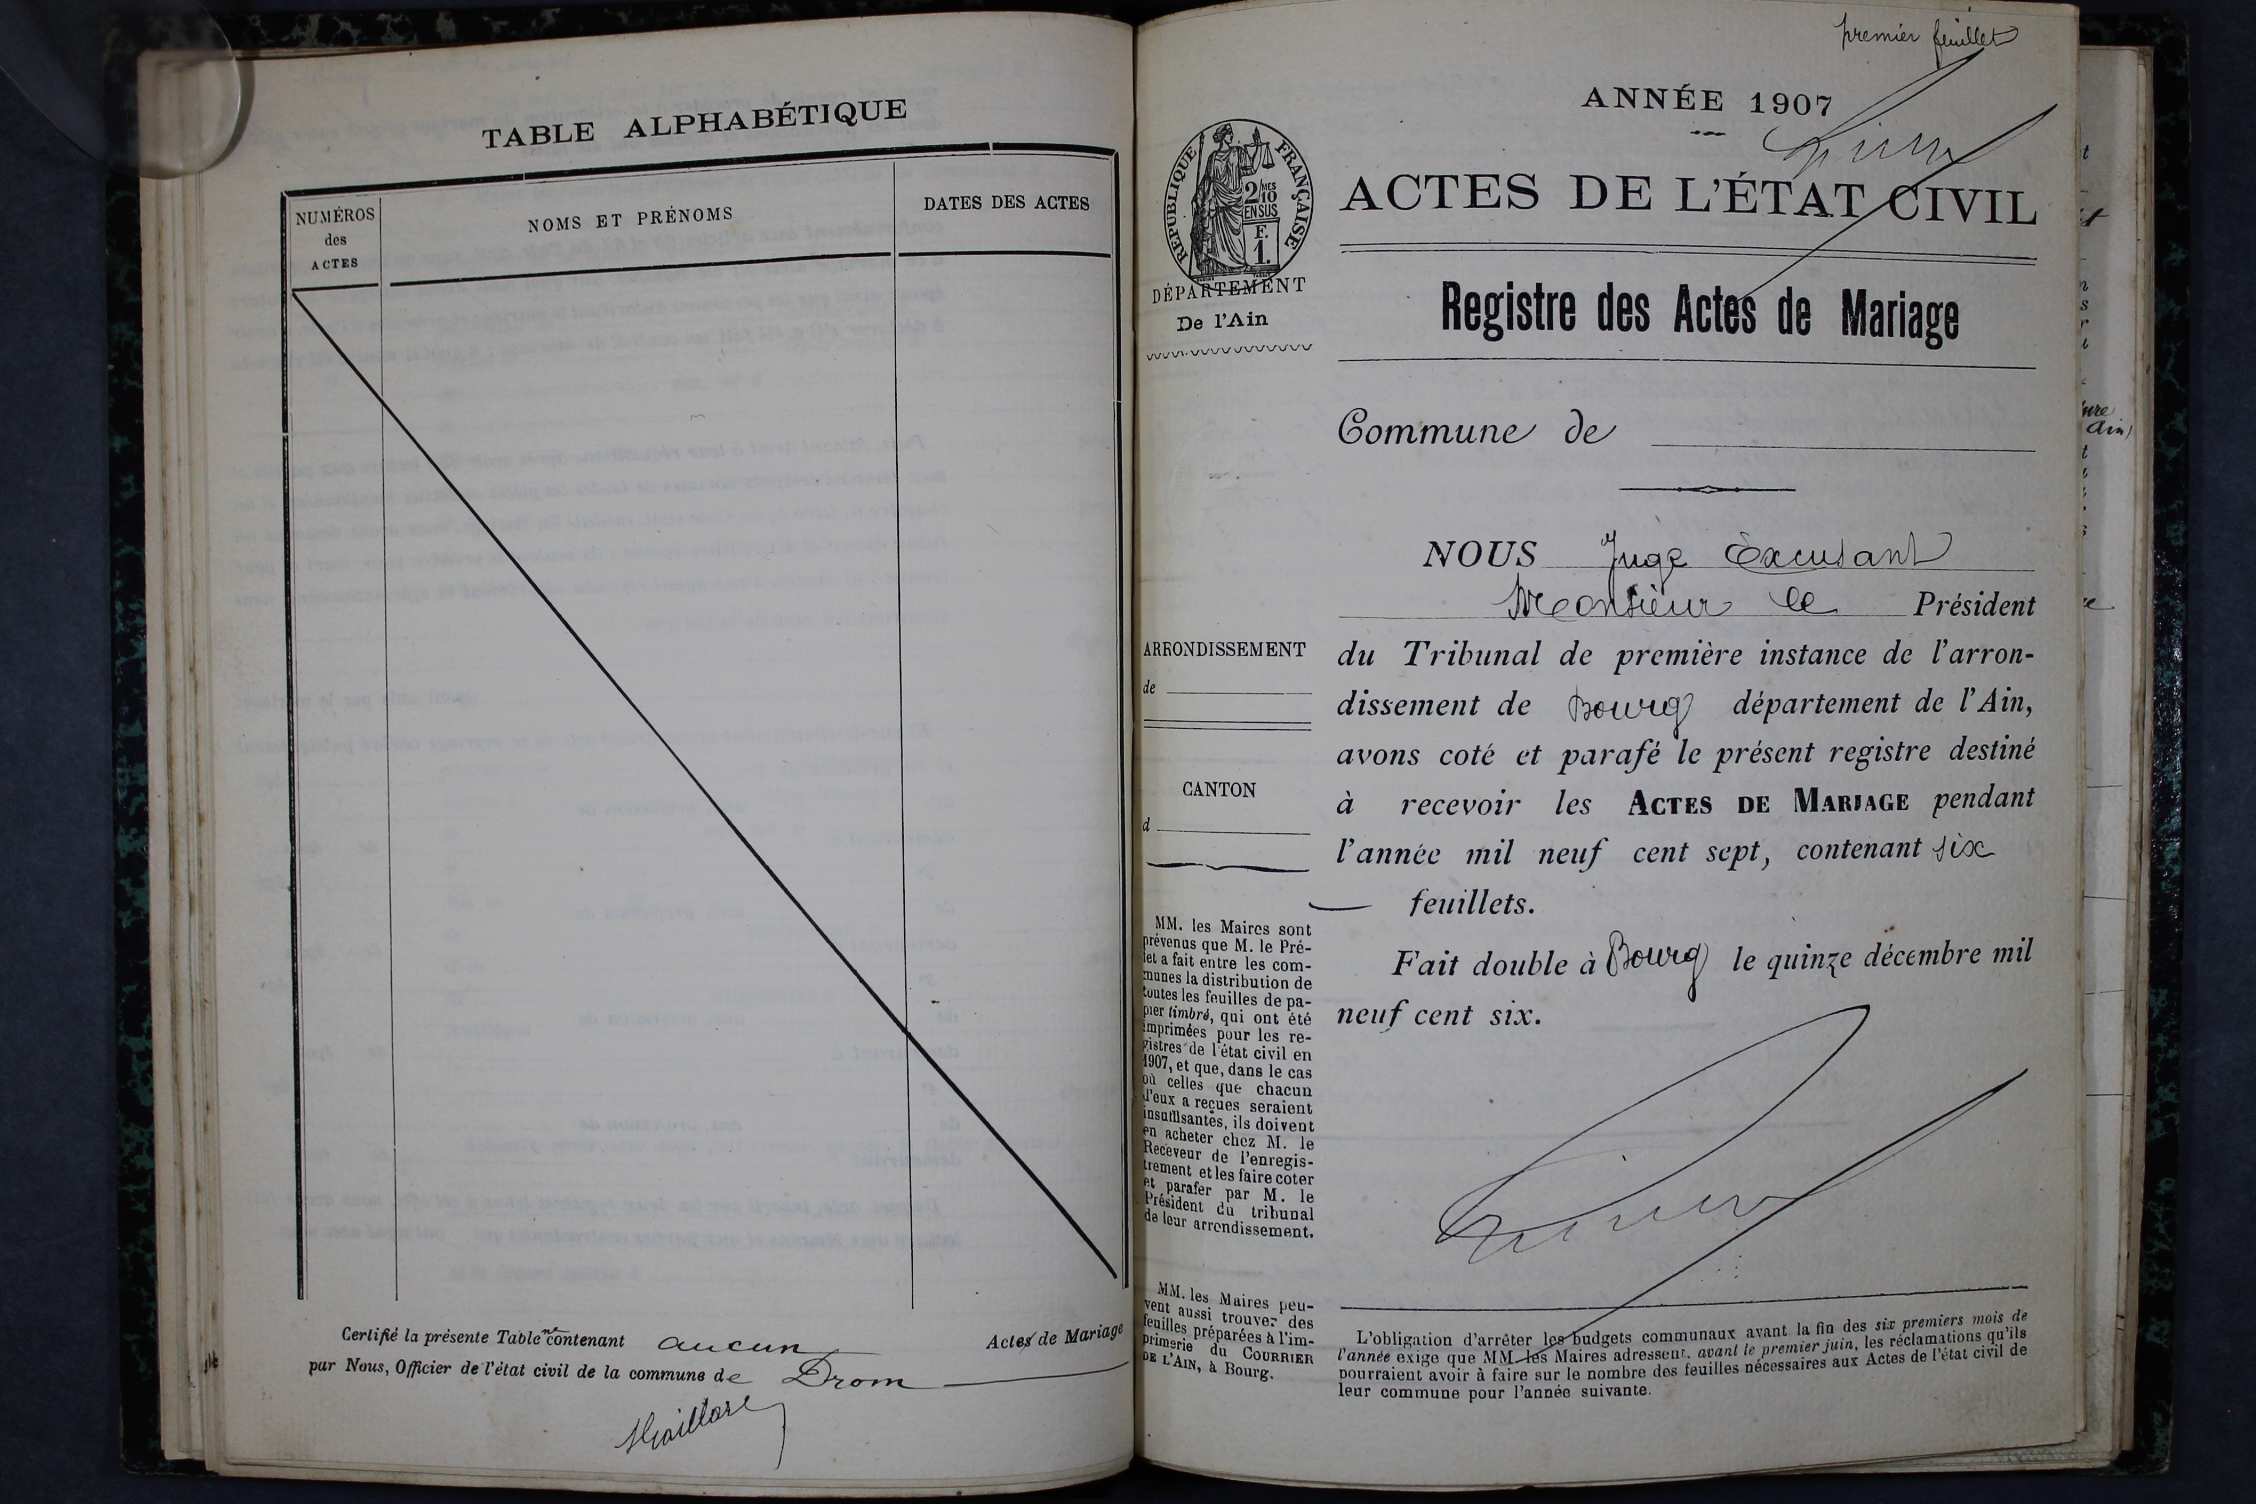 TABLE ALPHABÉTIQUE
NUMÉROS
des
ACTES
NOMS ET PRÉNOMS
DATES DES ACTES
Certifié la présente Table ne contenant aucun Actes de Mariage
par Nous, Officier de l'état civil de la commune de Drom
premier feuillet
ANNÉE 1907
ACTES DE L'ÉTAT CIVIL
Registre des Actes de Mariage
RÉPUBLIQUE FRANÇAISE
2/MES
10
EN SUS
F.
1.
DÉPARTEMENT
De l'Ain
ARRONDISSEMENT
de
CANTON
d
MM. les Maires sont
prévenus que M. le Pré-
fet a fait entre les com-
munes la distribution de
toutes les feuilles de pa-
pier timbré, qui ont été
imprimées pour les re-
gistres de l'état civil en
1907, et que, dans le cas
où celles que chacun
d'eux a reçues seraient
insuffisantes, ils doivent
en acheter chez M. le
Receveur de l'enregis-
trement et les faire coter
et parafer par M. le
Président du tribunal
de leur arrondissement.
MM. les Maires peu-
vent aussi trouver des
feuilles préparées à l'im-
primerie du COURRIER
DE L'AIN, à Bourg.
Commune de
NOUS Juge Excusant
Monsieur le Président
du Tribunal de première instance de l'arron-
dissement de Bourg département de l'Ain,
avons coté et parafé le présent registre destiné
à recevoir les ACTES DE MARIAGE pendant
l'année mil neuf cent sept, contenant six
feuillets.
Fait double à Bourg le quinze décembre mil
neuf cent six.
L'obligation d'arrêter les budgets communaux avant la fin des six premiers mois de
l'année exige que MM. les Maires adressent, avant le premier juin, les réclamations qu'ils
pourraient avoir à faire sur le nombre des feuilles nécessaires aux Actes de l'état civil de
leur commune pour l'année suivante.